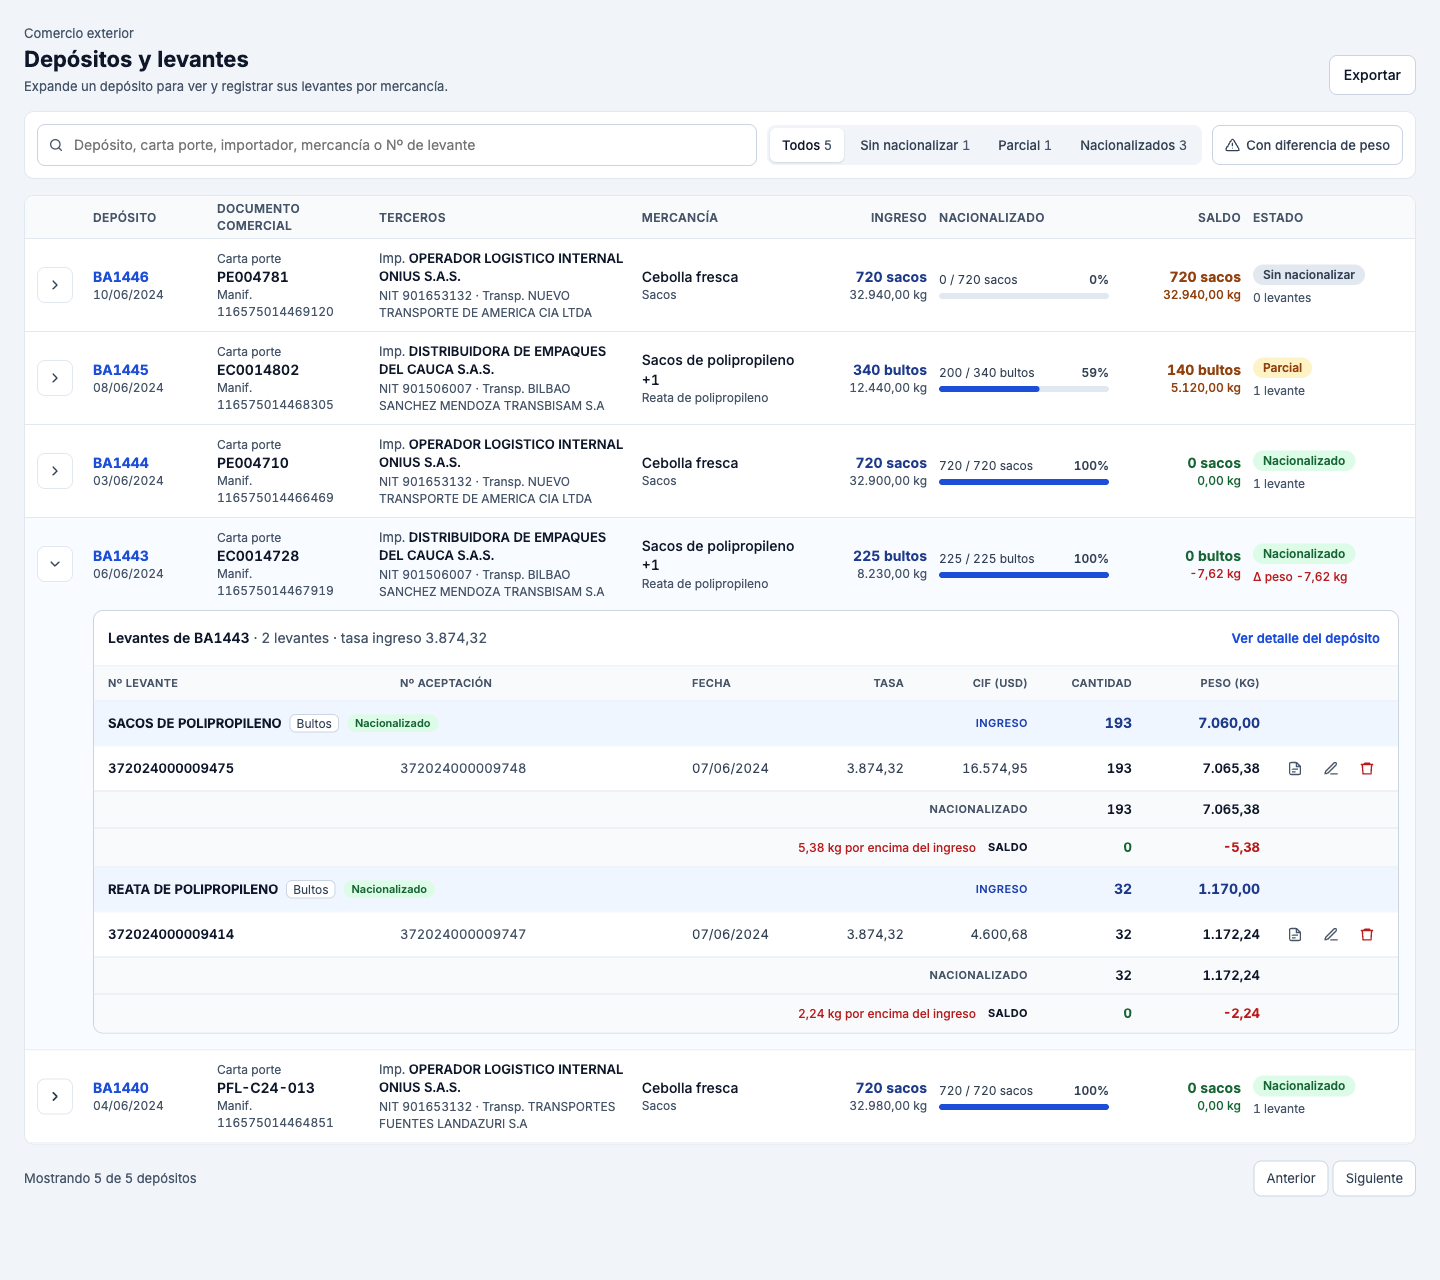 Comercio exterior
Depósitos y levantes
Expande un depósito para ver y registrar sus levantes por mercancía.
Exportar
Depósito, carta porte, importador, mercancía o Nº de levante
Todos 5
Sin nacionalizar 1
Parcial 1
Nacionalizados 3
Con diferencia de peso
DEPÓSITO
DOCUMENTO
COMERCIAL
TERCEROS
MERCANCÍA
INGRESO
NACIONALIZADO
SALDO
ESTADO
BA1446
10/06/2024
Carta porte
PE004781
Manif.
116575014469120
Imp. OPERADOR LOGISTICO INTERNAL
ONIUS S.A.S.
NIT 901653132 · Transp. NUEVO
TRANSPORTE DE AMERICA CIA LTDA
Cebolla fresca
Sacos
720 sacos
32.940,00 kg
0 / 720 sacos 0%
720 sacos
32.940,00 kg
Sin nacionalizar
0 levantes
BA1445
08/06/2024
Carta porte
EC0014802
Manif.
116575014468305
Imp. DISTRIBUIDORA DE EMPAQUES
DEL CAUCA S.A.S.
NIT 901506007 · Transp. BILBAO
SANCHEZ MENDOZA TRANSBISAM S.A
Sacos de polipropileno
+1
Reata de polipropileno
340 bultos
12.440,00 kg
200 / 340 bultos 59%
140 bultos
5.120,00 kg
Parcial
1 levante
BA1444
03/06/2024
Carta porte
PE004710
Manif.
116575014466469
Imp. OPERADOR LOGISTICO INTERNAL
ONIUS S.A.S.
NIT 901653132 · Transp. NUEVO
TRANSPORTE DE AMERICA CIA LTDA
Cebolla fresca
Sacos
720 sacos
32.900,00 kg
720 / 720 sacos 100%
0 sacos
0,00 kg
Nacionalizado
1 levante
BA1443
06/06/2024
Carta porte
EC0014728
Manif.
116575014467919
Imp. DISTRIBUIDORA DE EMPAQUES
DEL CAUCA S.A.S.
NIT 901506007 · Transp. BILBAO
SANCHEZ MENDOZA TRANSBISAM S.A
Sacos de polipropileno
+1
Reata de polipropileno
225 bultos
8.230,00 kg
225 / 225 bultos 100%
0 bultos
-7,62 kg
Nacionalizado
Δ peso -7,62 kg
Levantes de BA1443 · 2 levantes · tasa ingreso 3.874,32
Ver detalle del depósito
Nº LEVANTE Nº ACEPTACIÓN FECHA TASA CIF (USD) CANTIDAD PESO (KG)
SACOS DE POLIPROPILENO Bultos Nacionalizado INGRESO 193 7.060,00
372024000009475 372024000009748 07/06/2024 3.874,32 16.574,95 193 7.065,38
NACIONALIZADO 193 7.065,38
5,38 kg por encima del ingreso SALDO 0 -5,38
REATA DE POLIPROPILENO Bultos Nacionalizado INGRESO 32 1.170,00
372024000009414 372024000009747 07/06/2024 3.874,32 4.600,68 32 1.172,24
NACIONALIZADO 32 1.172,24
2,24 kg por encima del ingreso SALDO 0 -2,24
BA1440
04/06/2024
Carta porte
PFL-C24-013
Manif.
116575014464851
Imp. OPERADOR LOGISTICO INTERNAL
ONIUS S.A.S.
NIT 901653132 · Transp. TRANSPORTES
FUENTES LANDAZURI S.A
Cebolla fresca
Sacos
720 sacos
32.980,00 kg
720 / 720 sacos 100%
0 sacos
0,00 kg
Nacionalizado
1 levante
Mostrando 5 de 5 depósitos
Anterior
Siguiente